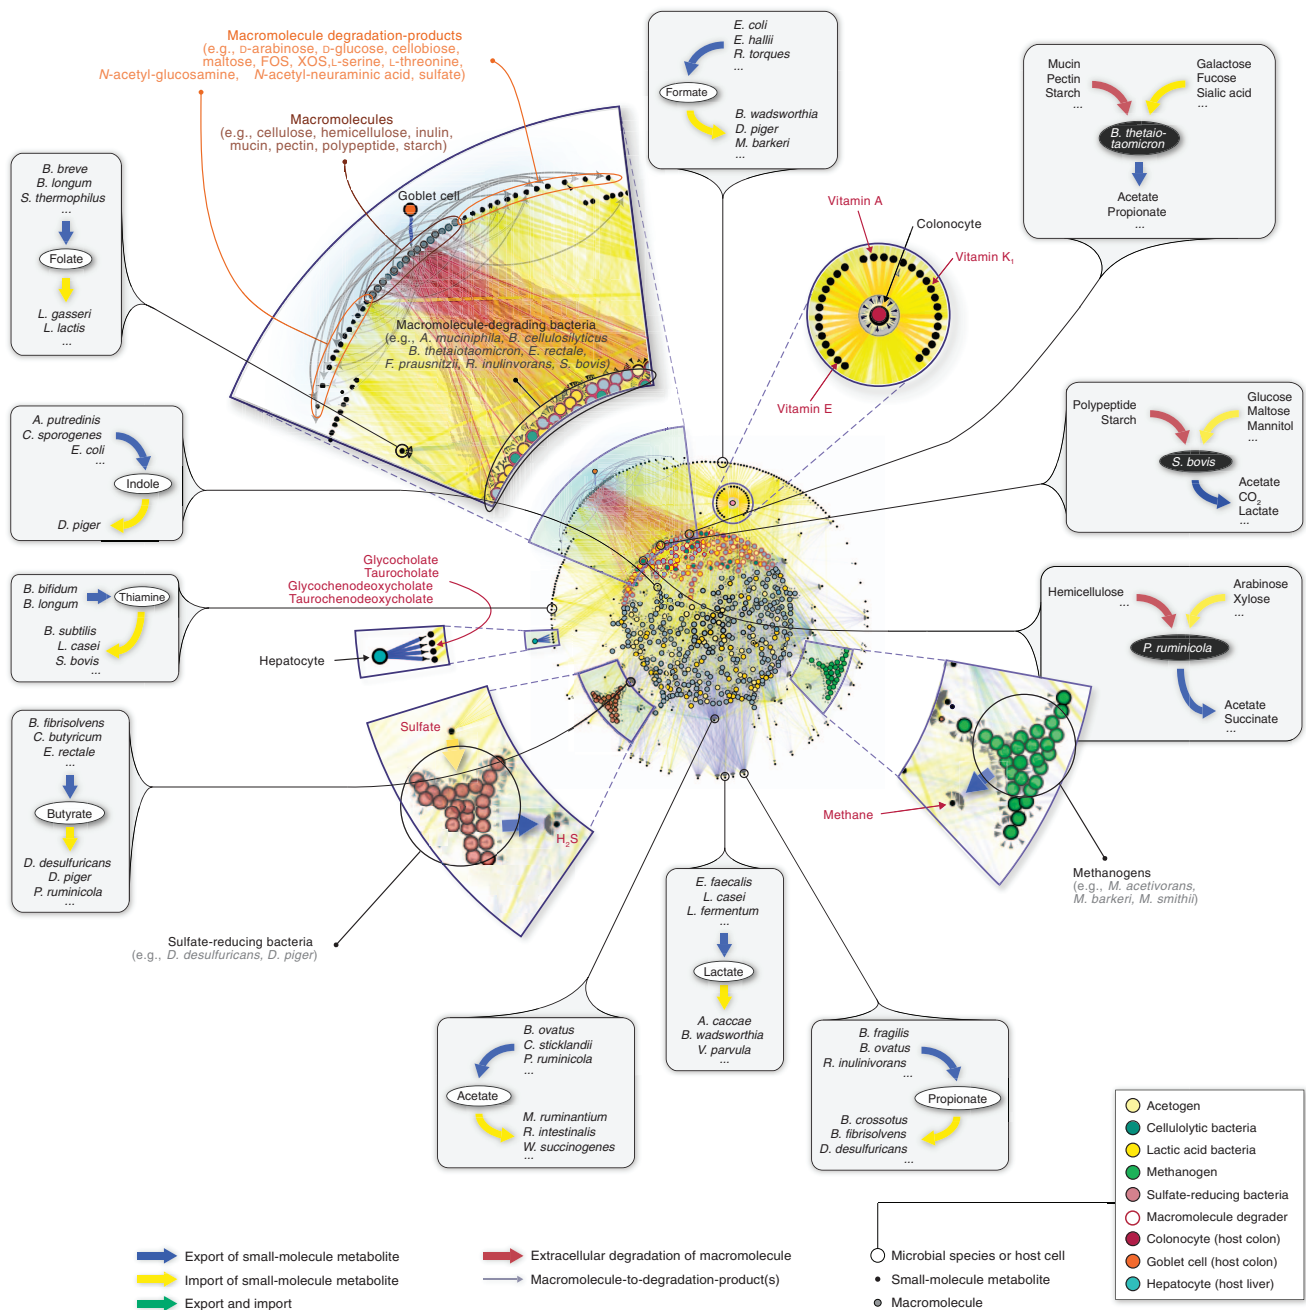 Macromolecule degradation-products
(e.g., D-arabinose, D-glucose, cellobiose,
maltose, FOS, XOS,L-serine, L-threonine,
N-acetyl-glucosamine, N-acetyl-neuraminic acid, sulfate)
Macromolecules
(e.g., cellulose, hemicellulose, inulin,
mucin, pectin, polypeptide, starch)
Goblet cell
Macromolecule-degrading bacteria
(e.g., A. muciniphila, B. cellulosilyticus
B. thetaiotaomicron, E. rectale,
F. prausnitzii, R. inulinvorans, S. bovis)
E. coli
E. hallii
R. torques
...
Formate
B. wadsworthia
D. piger
M. barkeri
...
Mucin
Pectin
Starch
...
Galactose
Fucose
Sialic acid
...
B. thetaio-
taomicron
Acetate
Propionate
...
Vitamin A
Colonocyte
Vitamin K1
Vitamin E
B. breve
B. longum
S. thermophilus
...
Folate
L. gasseri
L. lactis
...
Polypeptide
Starch
Glucose
Maltose
Mannitol
...
S. bovis
Acetate
CO2
Lactate
...
A. putredinis
C. sporogenes
E. coli
...
Indole
D. piger
B. bifidum
B. longum
Thiamine
B. subtilis
L. casei
S. bovis
...
Glycocholate
Taurocholate
Glycochenodeoxycholate
Taurochenodeoxycholate
Hepatocyte
Hemicellulose
...
Arabinose
Xylose
...
P. ruminicola
Acetate
Succinate
...
B. fibrisolvens
C. butyricum
E. rectale
...
Butyrate
D. desulfuricans
D. piger
P. ruminicola
...
Sulfate
H2S
Sulfate-reducing bacteria
(e.g., D. desulfuricans, D. piger)
Methane
Methanogens
(e.g., M. acetivorans,
M. barkeri, M. smithii)
E. faecalis
L. casei
L. fermentum
...
Lactate
A. caccae
B. wadsworthia
V. parvula
...
B. ovatus
C. sticklandii
P. ruminicola
...
Acetate
M. ruminantium
R. intestinalis
W. succinogenes
...
B. fragilis
B. ovatus
R. inulinivorans
...
Propionate
B. crossotus
B. fibrisolvens
D. desulfuricans
...
Acetogen
Cellulolytic bacteria
Lactic acid bacteria
Methanogen
Sulfate-reducing bacteria
Macromolecule degrader
Colonocyte (host colon)
Goblet cell (host colon)
Hepatocyte (host liver)
Export of small-molecule metabolite
Import of small-molecule metabolite
Export and import
Extracellular degradation of macromolecule
Macromolecule-to-degradation-product(s)
Microbial species or host cell
Small-molecule metabolite
Macromolecule